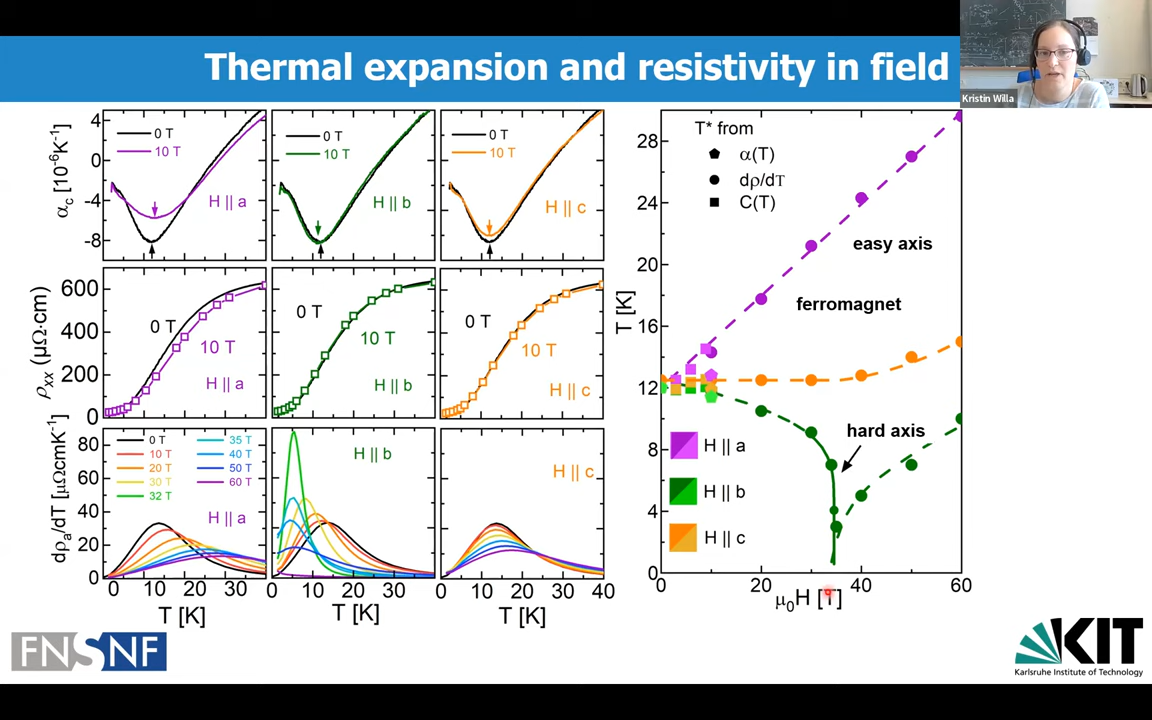 Thermal expansion and resistivity in field
Kristin Willa
α_c [10⁻⁶K⁻¹]
4
0
-4
-8
0 T
10 T
H || a
0 T
10 T
H || b
0 T
10 T
H || c
ρ_xx (μΩ·cm)
600
400
200
0
0 T
10 T
H || a
0 T
10 T
H || b
0 T
10 T
H || c
dρ_a/dT [μΩcmK⁻¹]
80
60
40
20
0
0 T
10 T
20 T
30 T
32 T
35 T
40 T
50 T
60 T
H || a
H || b
H || c
0 10 20 30
0 10 20 30
0 10 20 30 40
T [K]
T [K]
T [K]
T [K]
28
24
20
16
12
8
4
0
T* from
α(T)
dρ/dT
C(T)
easy axis
ferromagnet
hard axis
H || a
H || b
H || c
0 20 40 60
μ₀H [T]
FNSNF
KIT
Karlsruhe Institute of Technology